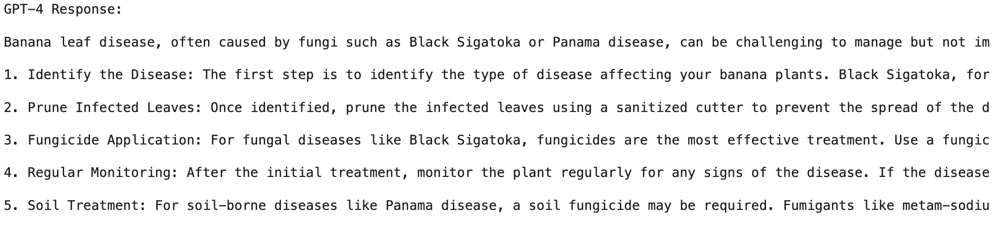 GPT-4 Response:
Banana leaf disease, often caused by fungi such as Black Sigatoka or Panama disease, can be challenging to manage but not im
1. Identify the Disease: The first step is to identify the type of disease affecting your banana plants. Black Sigatoka, for
2. Prune Infected Leaves: Once identified, prune the infected leaves using a sanitized cutter to prevent the spread of the d
3. Fungicide Application: For fungal diseases like Black Sigatoka, fungicides are the most effective treatment. Use a fungic
4. Regular Monitoring: After the initial treatment, monitor the plant regularly for any signs of the disease. If the disease
5. Soil Treatment: For soil-borne diseases like Panama disease, a soil fungicide may be required. Fumigants like metam-sodiu